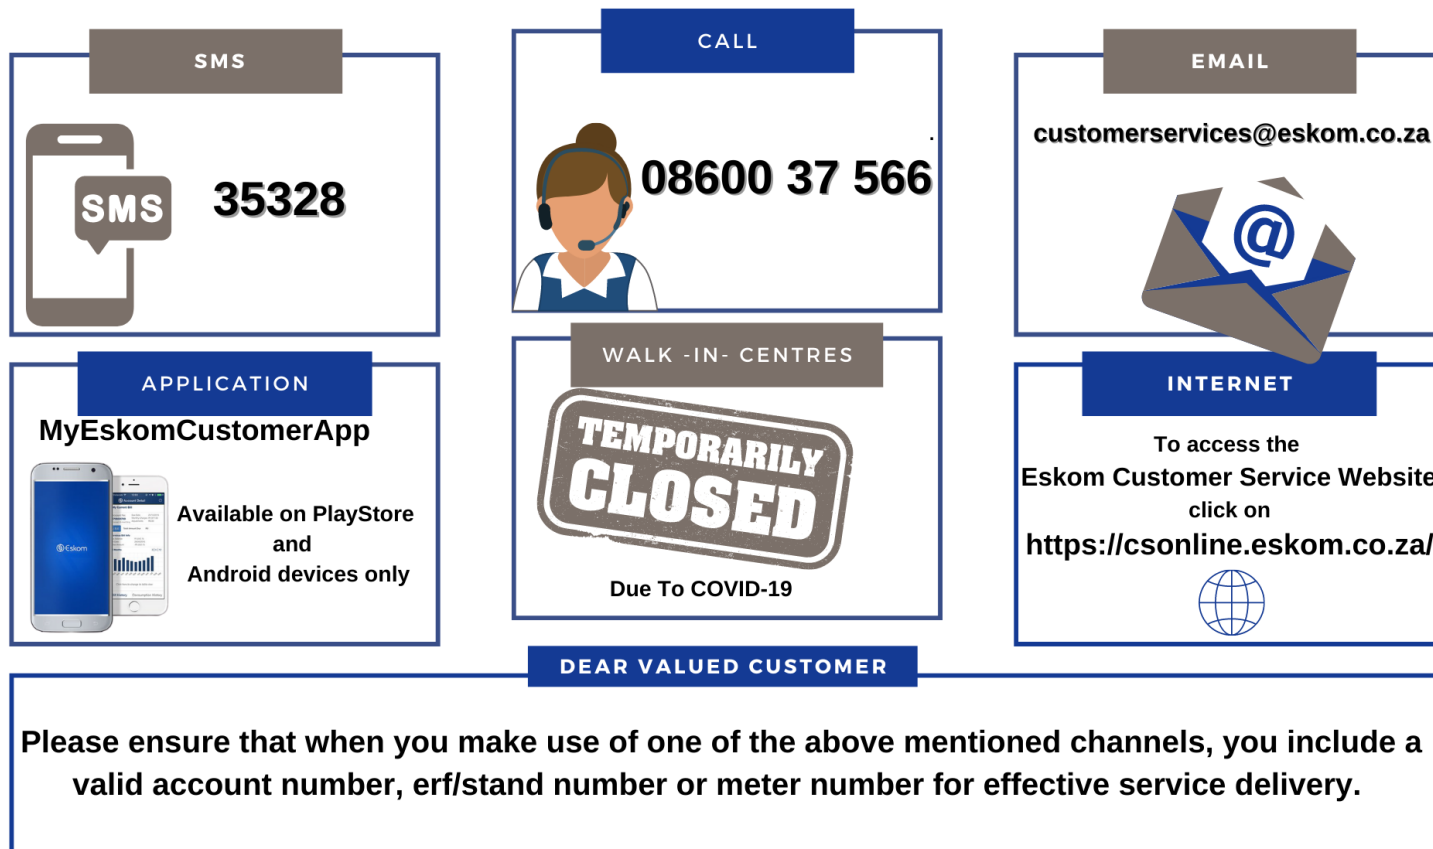 SMS
SMS
35328
CALL
.
08600 37 566
EMAIL
customerservices@eskom.co.za
@
APPLICATION
MyEskomCustomerApp
Eskom
Available on PlayStore
and
Android devices only
WALK -IN- CENTRES
TEMPORARILY
CLOSED
Due To COVID-19
INTERNET
To access the
Eskom Customer Service Website
click on
https://csonline.eskom.co.za/
DEAR VALUED CUSTOMER
Please ensure that when you make use of one of the above mentioned channels, you include a
valid account number, erf/stand number or meter number for effective service delivery.